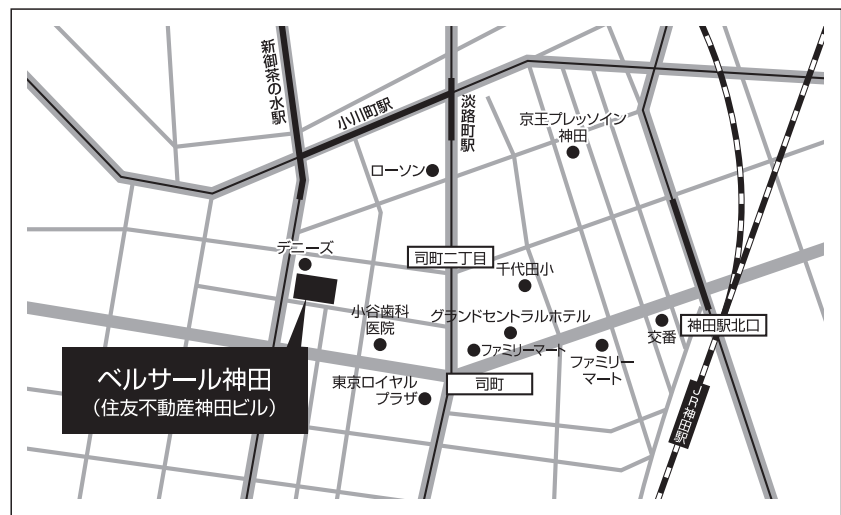 新御茶の水駅
小川町駅
淡路町駅
京王プレッソイン
神田
ローソン
デニーズ
司町二丁目
千代田小
小谷歯科
医院
グランドセントラルホテル
ファミリーマート
ファミリー
マート
交番
神田駅北口
ベルサール神田
（住友不動産神田ビル）
東京ロイヤル
プラザ
司町
JR神田駅